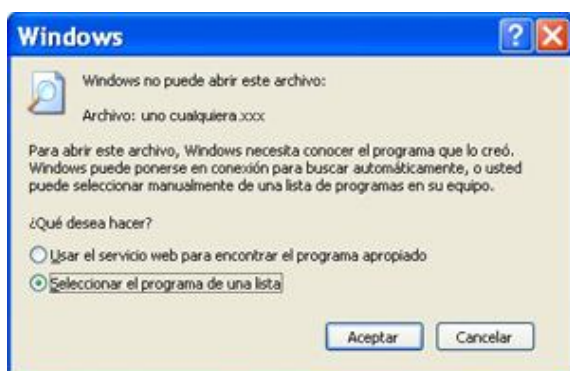 Windows
Windows no puede abrir este archivo:
Archivo: uno cualquiera.xxx
Para abrir este archivo, Windows necesita conocer el programa que lo creó.
Windows puede ponerse en conexión para buscar automáticamente, o usted
puede seleccionar manualmente de una lista de programas en su equipo.
¿Qué desea hacer?
Usar el servicio web para encontrar el programa apropiado
Seleccionar el programa de una lista
Aceptar Cancelar